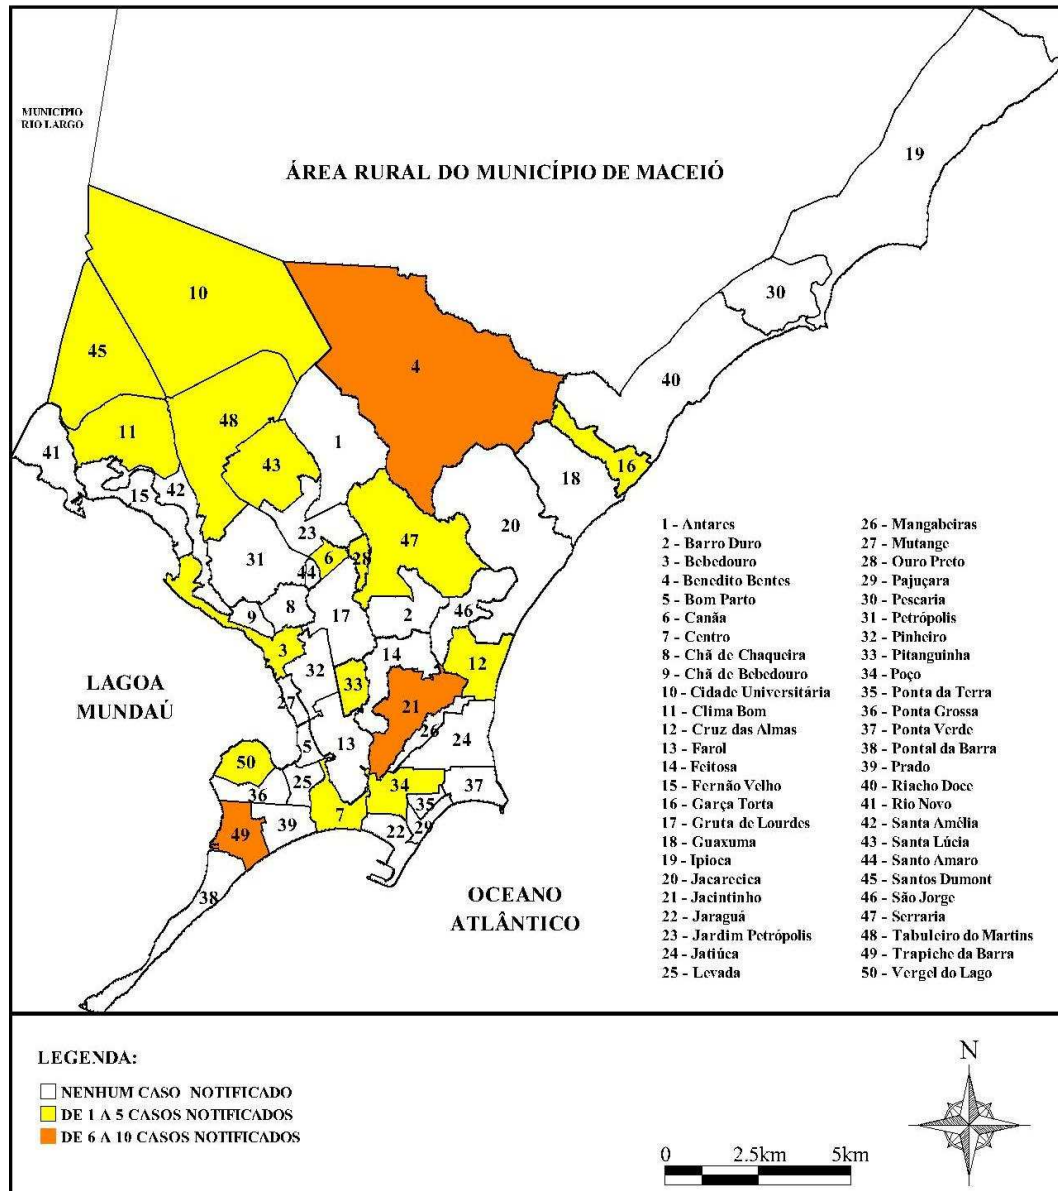 MUNICÍPIO
RIO LARGO
ÁREA RURAL DO MUNICÍPIO DE MACEIÓ
19
30
10
4
40
45
48
11
1
43
41
16
18
15
42
20
23
47
6
28
31
44
8
17
2
46
9
3
14
12
32
33
LAGOA
MUNDAÚ
27
21
26
13
24
5
50
25
34
37
36
35
7
49
39
22
29
38
OCEANO
ATLÂNTICO
1 - Antares
2 - Barro Duro
3 - Bebedouro
4 - Benedito Bentes
5 - Bom Parto
6 - Canãa
7 - Centro
8 - Chã de Chaqueira
9 - Chã de Bebedouro
10 - Cidade Universitária
11 - Clima Bom
12 - Cruz das Almas
13 - Farol
14 - Feitosa
15 - Fernão Velho
16 - Garça Torta
17 - Gruta de Lourdes
18 - Guaxuma
19 - Ipioca
20 - Jacarecica
21 - Jacintinho
22 - Jaraguá
23 - Jardim Petrópolis
24 - Jatiúca
25 - Levada
26 - Mangabeiras
27 - Mutange
28 - Ouro Preto
29 - Pajuçara
30 - Pescaria
31 - Petrópolis
32 - Pinheiro
33 - Pitanguinha
34 - Poço
35 - Ponta da Terra
36 - Ponta Grossa
37 - Ponta Verde
38 - Pontal da Barra
39 - Prado
40 - Riacho Doce
41 - Rio Novo
42 - Santa Amélia
43 - Santa Lúcia
44 - Santo Amaro
45 - Santos Dumont
46 - São Jorge
47 - Serraria
48 - Tabuleiro do Martins
49 - Trapiche da Barra
50 - Vergel do Lago
LEGENDA:
NENHUM CASO NOTIFICADO
DE 1 A 5 CASOS NOTIFICADOS
DE 6 A 10 CASOS NOTIFICADOS
N
0 2.5km 5km